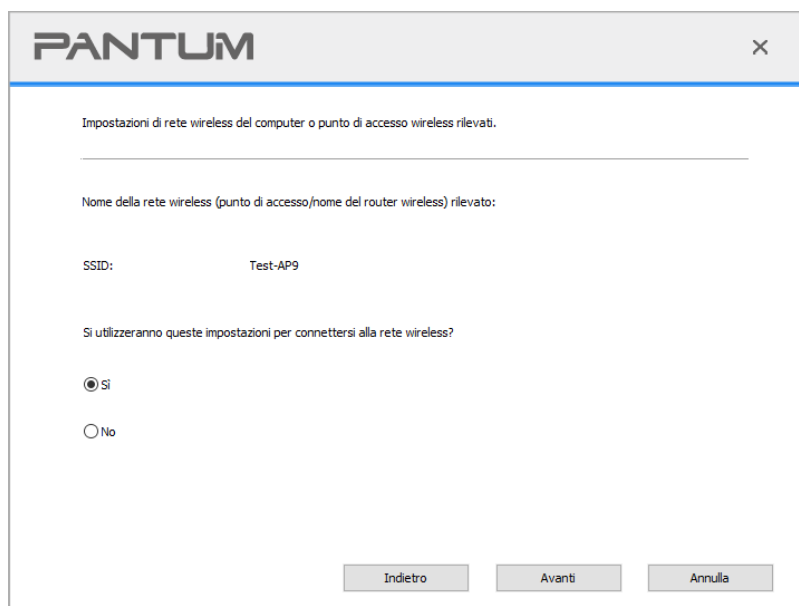 PANTUM
Impostazioni di rete wireless del computer o punto di accesso wireless rilevati.
Nome della rete wireless (punto di accesso/nome del router wireless) rilevato:
SSID: Test-AP9
Si utilizzeranno queste impostazioni per connettersi alla rete wireless?
Sì
No
Indietro Avanti Annulla